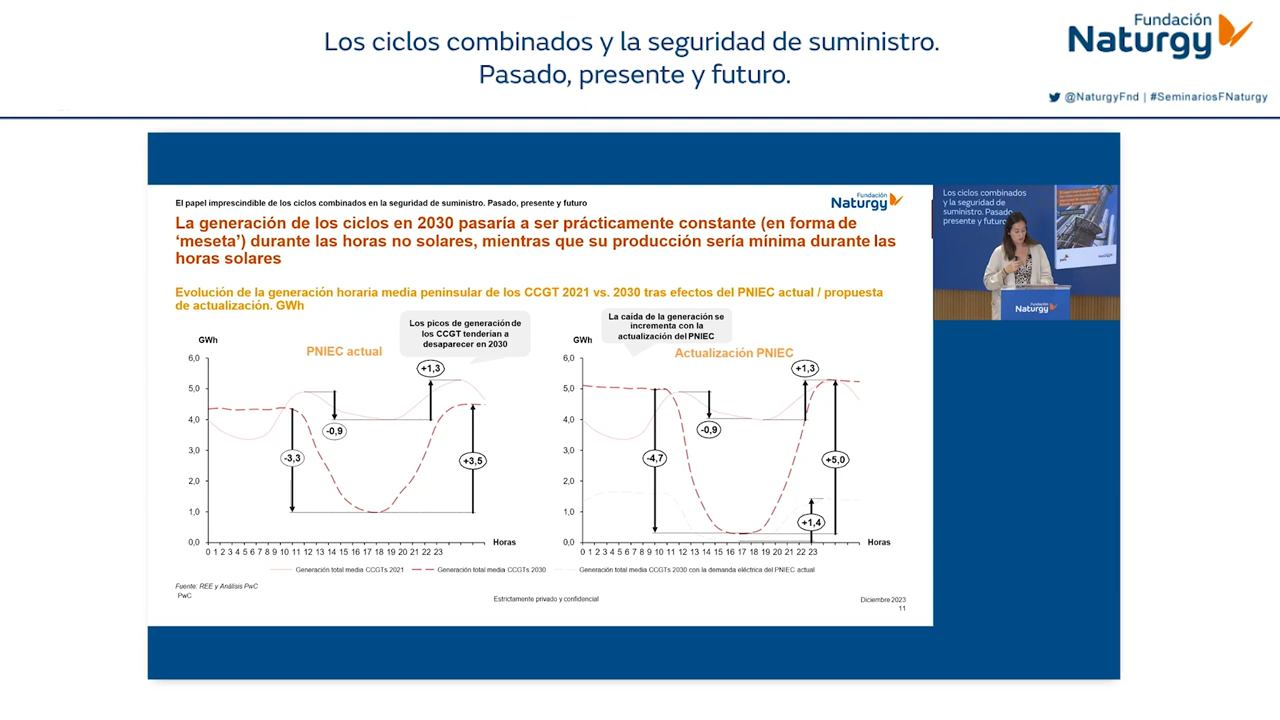 Los ciclos combinados y la seguridad de suministro.
Pasado, presente y futuro.
Fundación
Naturgy
@NaturgyFnd | #SeminariosFNaturgy
El papel imprescindible de los ciclos combinados en la seguridad de suministro. Pasado, presente y futuro
Fundación
Naturgy
La generación de los ciclos en 2030 pasaría a ser prácticamente constante (en forma de
‘meseta’) durante las horas no solares, mientras que su producción sería mínima durante las
horas solares
Evolución de la generación horaria media peninsular de los CCGT 2021 vs. 2030 tras efectos del PNIEC actual / propuesta
de actualización. GWh
Los picos de generación de
los CCGT tenderían a
desaparecer en 2030
La caída de la generación se
incrementa con la
actualización del PNIEC
GWh
PNIEC actual
6,0
5,0
4,0
3,0
2,0
1,0
0,0
+1,3
-0,9
-3,3
+3,5
0 1 2 3 4 5 6 7 8 9 10 11 12 13 14 15 16 17 18 19 20 21 22 23
Horas
GWh
Actualización PNIEC
6,0
5,0
4,0
3,0
2,0
1,0
0,0
+1,3
-0,9
-4,7
+5,0
+1,4
0 1 2 3 4 5 6 7 8 9 10 11 12 13 14 15 16 17 18 19 20 21 22 23
Horas
Generación total media CCGTs 2021
Generación total media CCGTs 2030
Generación total media CCGTs 2030 con la demanda eléctrica del PNIEC actual
Fuente: REE y Análisis PwC
PwC
Estrictamente privado y confidencial
Diciembre 2023
11
Los ciclos combinados
y la seguridad de
suministro. Pasado,
presente y futuro
Fundación
Naturgy